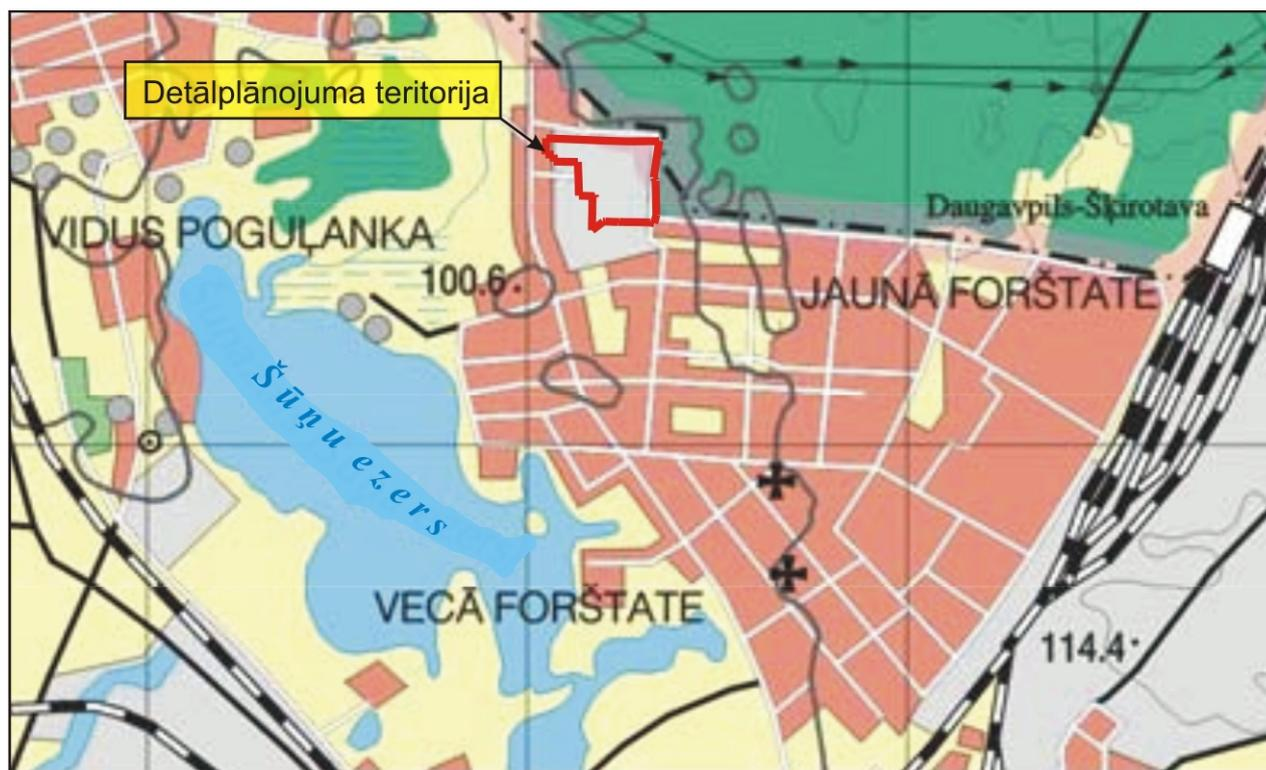 Detālplānojuma teritorija
Daugavpils-Šķirotava
VIDUS POGUĻANKA
100.6
JAUNĀ FORŠTATE
Šūņu ezers
VECĀ FORŠTATE
114.4